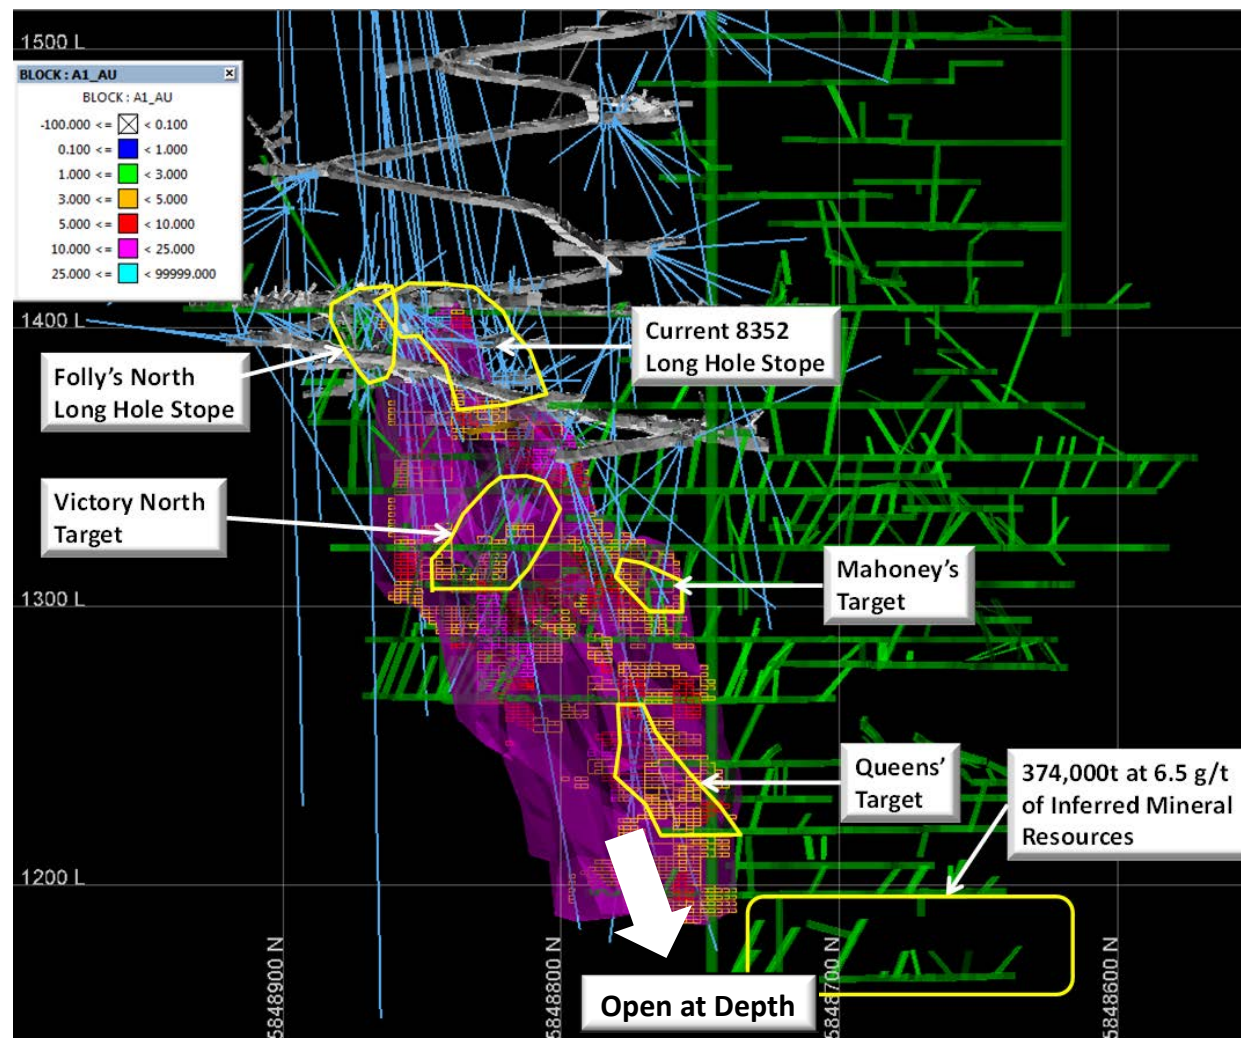 1500 L
BLOCK : A1_AU
BLOCK : A1_AU
-100.000 <= < 0.100
0.100 <= < 1.000
1.000 <= < 3.000
3.000 <= < 5.000
5.000 <= < 10.000
10.000 <= < 25.000
25.000 <= < 99999.000
1400 L
Current 8352
Long Hole Stope
Folly’s North
Long Hole Stope
Victory North
Target
Mahoney’s
Target
1300 L
Queens’
Target
374,000t at 6.5 g/t
of Inferred Mineral
Resources
1200 L
Open at Depth
5848900 N
5848800 N
5848700 N
5848600 N